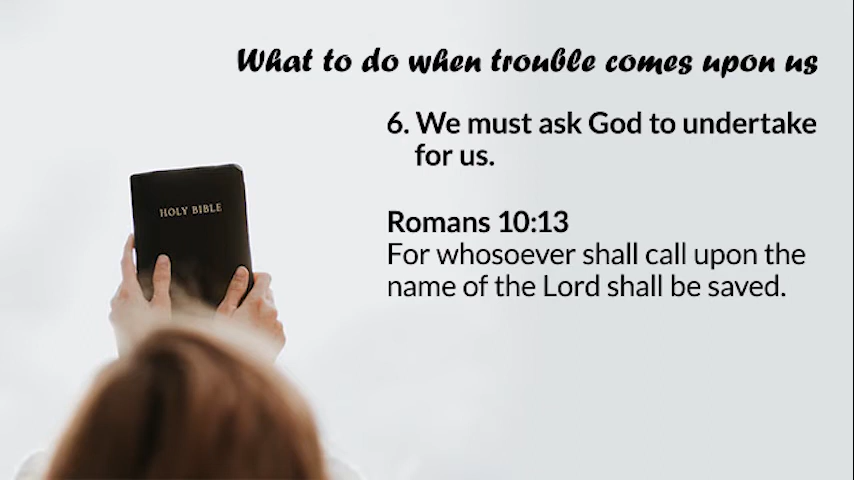 What to do when trouble comes upon us
6. We must ask God to undertake
for us.
Romans 10:13
For whosoever shall call upon the
name of the Lord shall be saved.
HOLY BIBLE